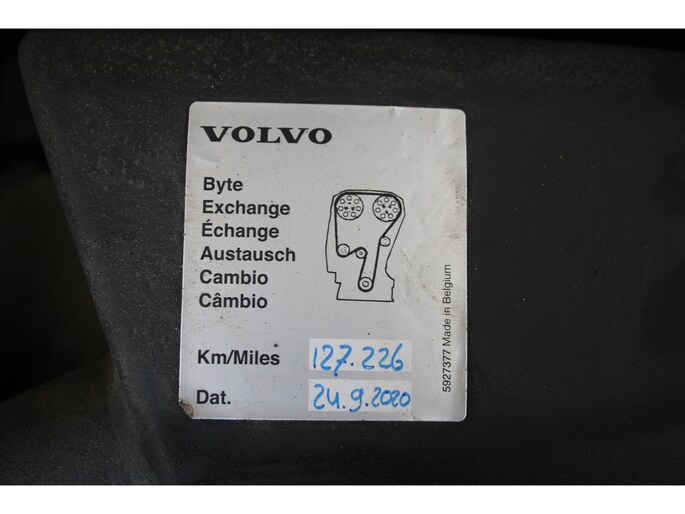 VOLVO
Byte
Exchange
Échange
Austausch
Cambio
Câmbio
Km/Miles 127.226
Dat. 24.9.2020
5927377 Made in Belgium